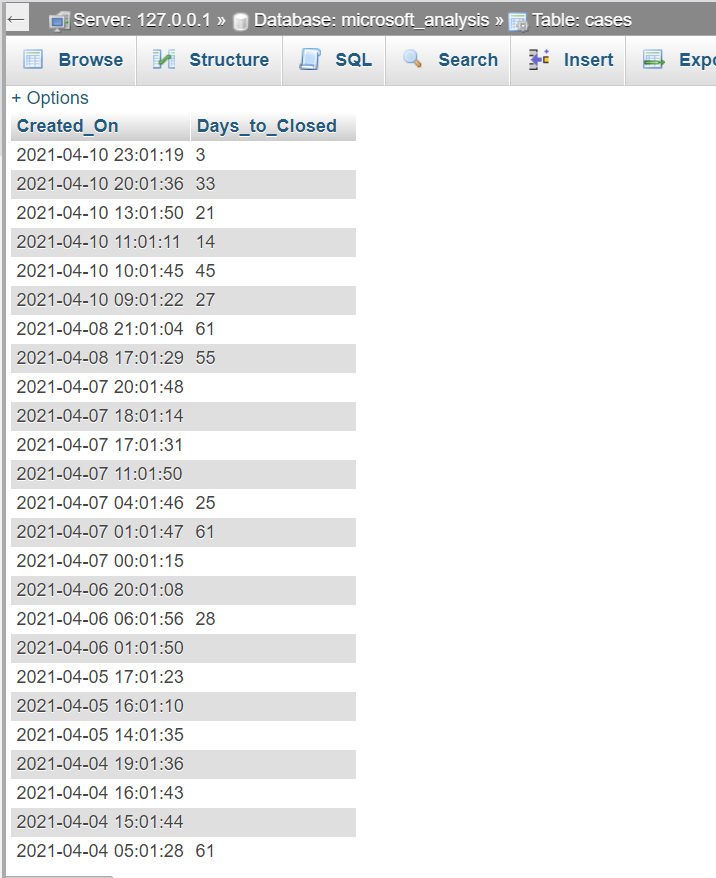 ← Server: 127.0.0.1 » Database: microsoft_analysis » Table: cases
Browse Structure SQL Search Insert Expo
+ Options
Created_On Days_to_Closed
2021-04-10 23:01:19 3
2021-04-10 20:01:36 33
2021-04-10 13:01:50 21
2021-04-10 11:01:11 14
2021-04-10 10:01:45 45
2021-04-10 09:01:22 27
2021-04-08 21:01:04 61
2021-04-08 17:01:29 55
2021-04-07 20:01:48
2021-04-07 18:01:14
2021-04-07 17:01:31
2021-04-07 11:01:50
2021-04-07 04:01:46 25
2021-04-07 01:01:47 61
2021-04-07 00:01:15
2021-04-06 20:01:08
2021-04-06 06:01:56 28
2021-04-06 01:01:50
2021-04-05 17:01:23
2021-04-05 16:01:10
2021-04-05 14:01:35
2021-04-04 19:01:36
2021-04-04 16:01:43
2021-04-04 15:01:44
2021-04-04 05:01:28 61